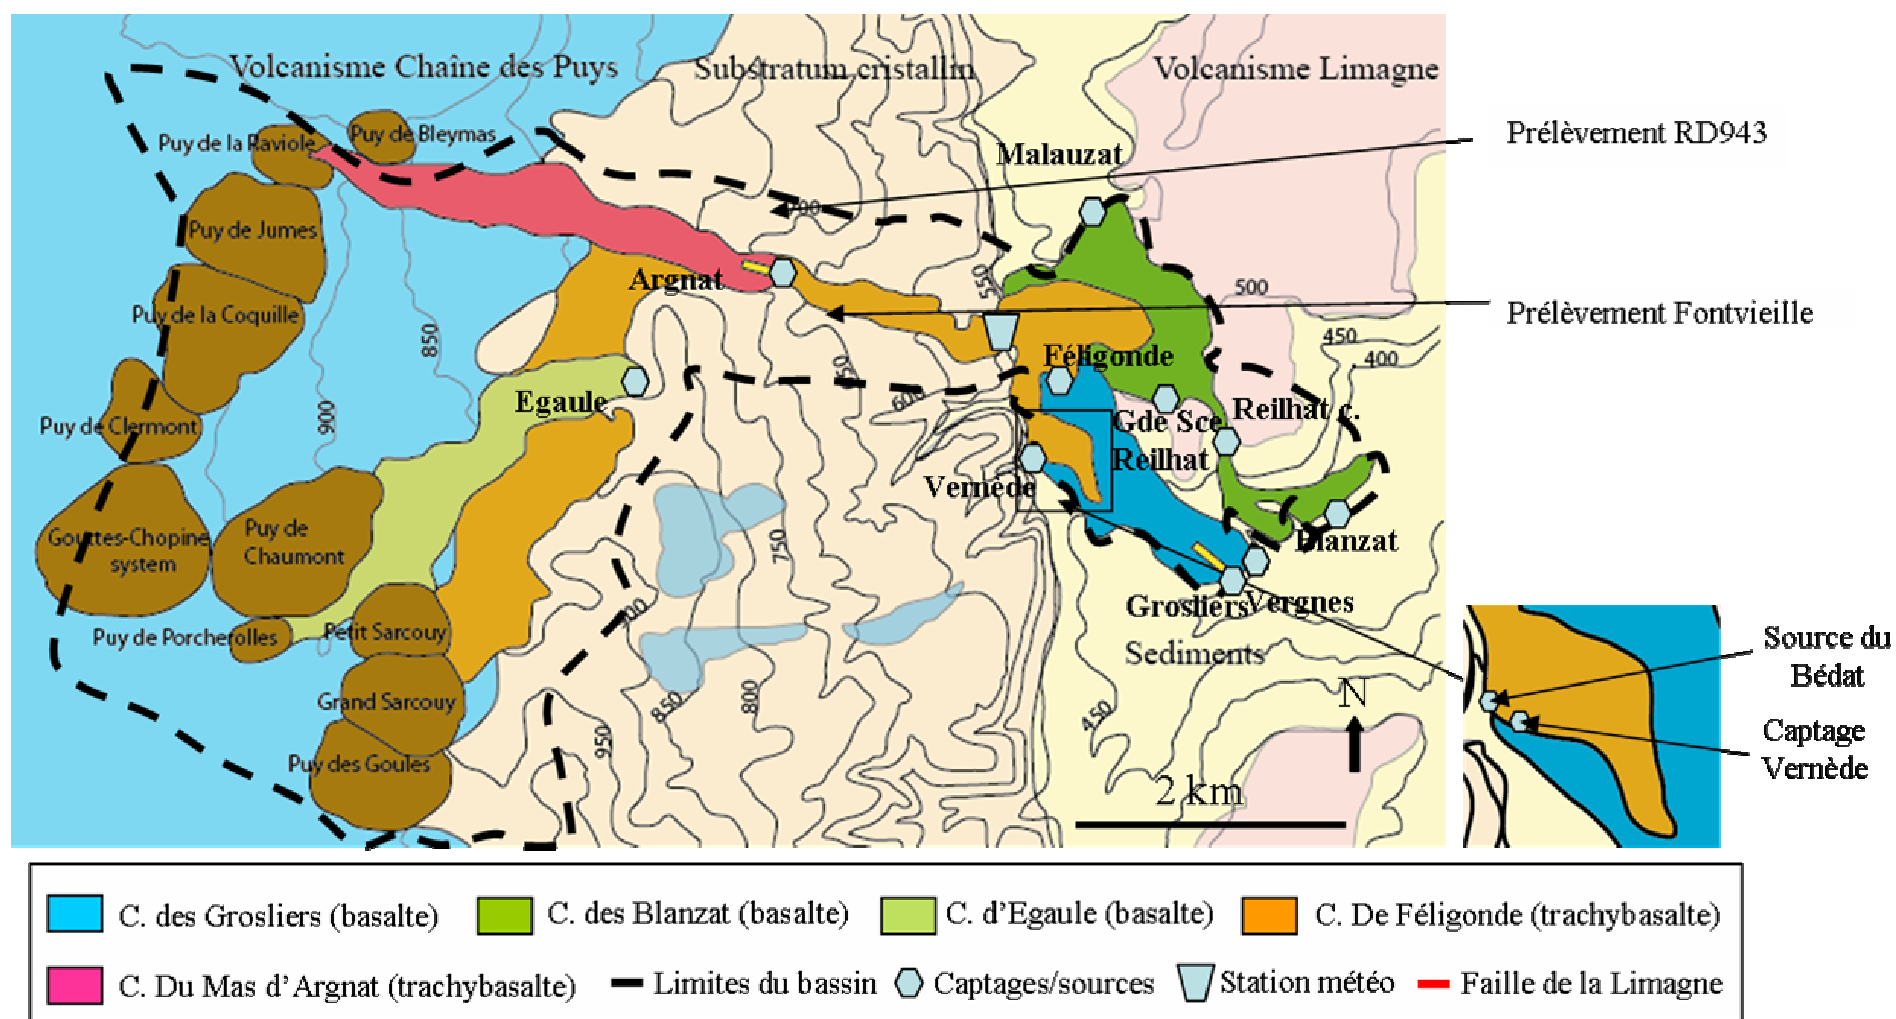 Volcanisme Chaîne des Puys
Substratum cristallin
Volcanisme Limagne
Prélèvement RD943
Puy de la Raviole
Puy de Bleymas
Malauzat
700
Puy de Jumes
Argnat
550
500
Prélèvement Fontvieille
Puy de la Coquille
850
450
400
Féligonde
650
Egaule
600
Gde Sce
Reilhat
Reilhat c.
900
Puy de Clermont
Vernède
Gouttes-Chopine
system
Puy de
Chaumont
750
Blanzat
Grosliers
Vergnes
Puy de Porcherolles
Petit Sarcouy
Sediments
Source du
Bédat
Grand Sarcouy
850
800
450
N
Captage
Vernède
950
Puy des Goules
2 km
C. des Grosliers (basalte)
C. des Blanzat (basalte)
C. d'Egaule (basalte)
C. De Féligonde (trachybasalte)
C. Du Mas d'Argnat (trachybasalte)
Limites du bassin
Captages/sources
Station météo
Faille de la Limagne